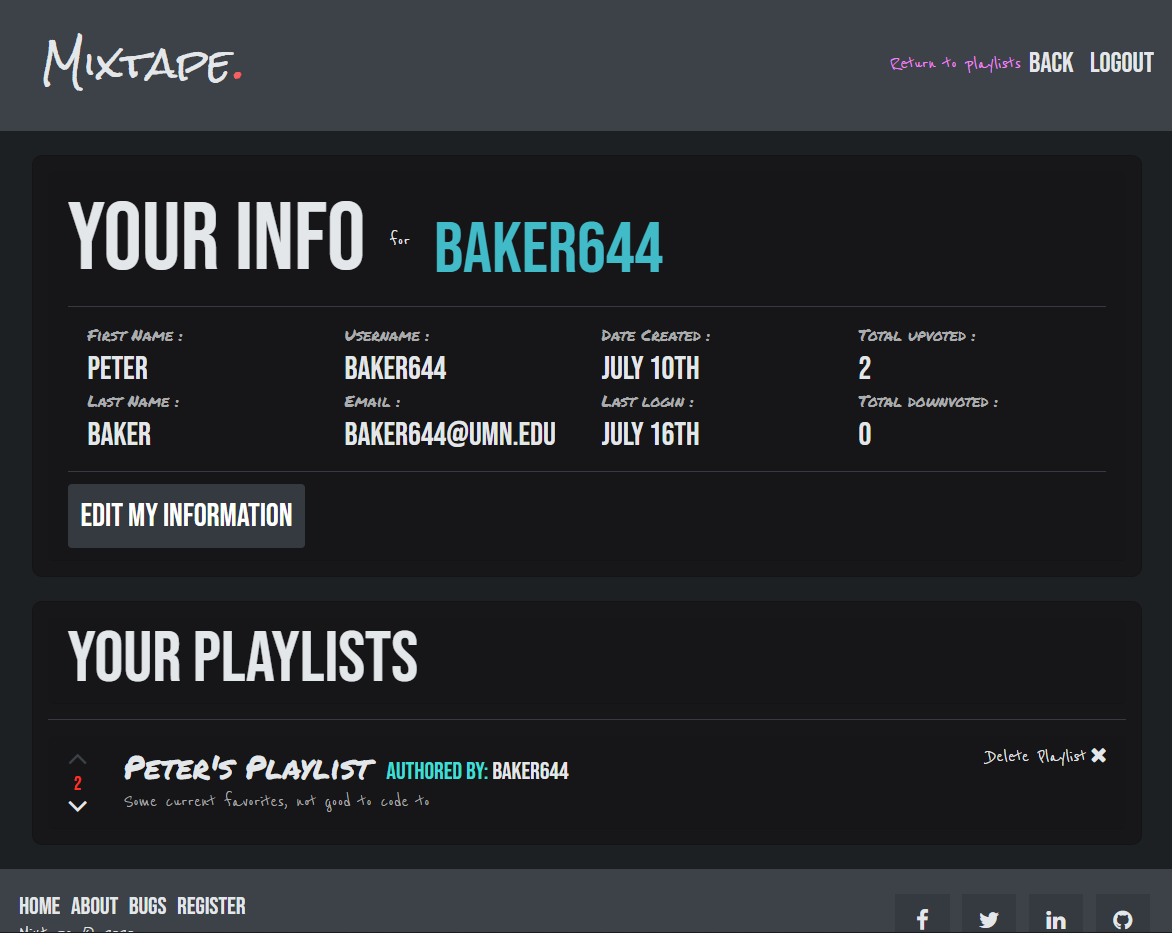 Mixtape.
Return to playlists BACK LOGOUT
YOUR INFO for BAKER644
First Name : Username : Date Created : Total upvoted :
PETER BAKER644 JULY 10TH 2
Last Name : Email : Last login : Total downvoted :
BAKER BAKER644@UMN.EDU JULY 16TH 0
EDIT MY INFORMATION
YOUR PLAYLISTS
Peter's Playlist AUTHORED BY: BAKER644 Delete Playlist ✖
2
Some current favorites, not good to code to
HOME ABOUT BUGS REGISTER